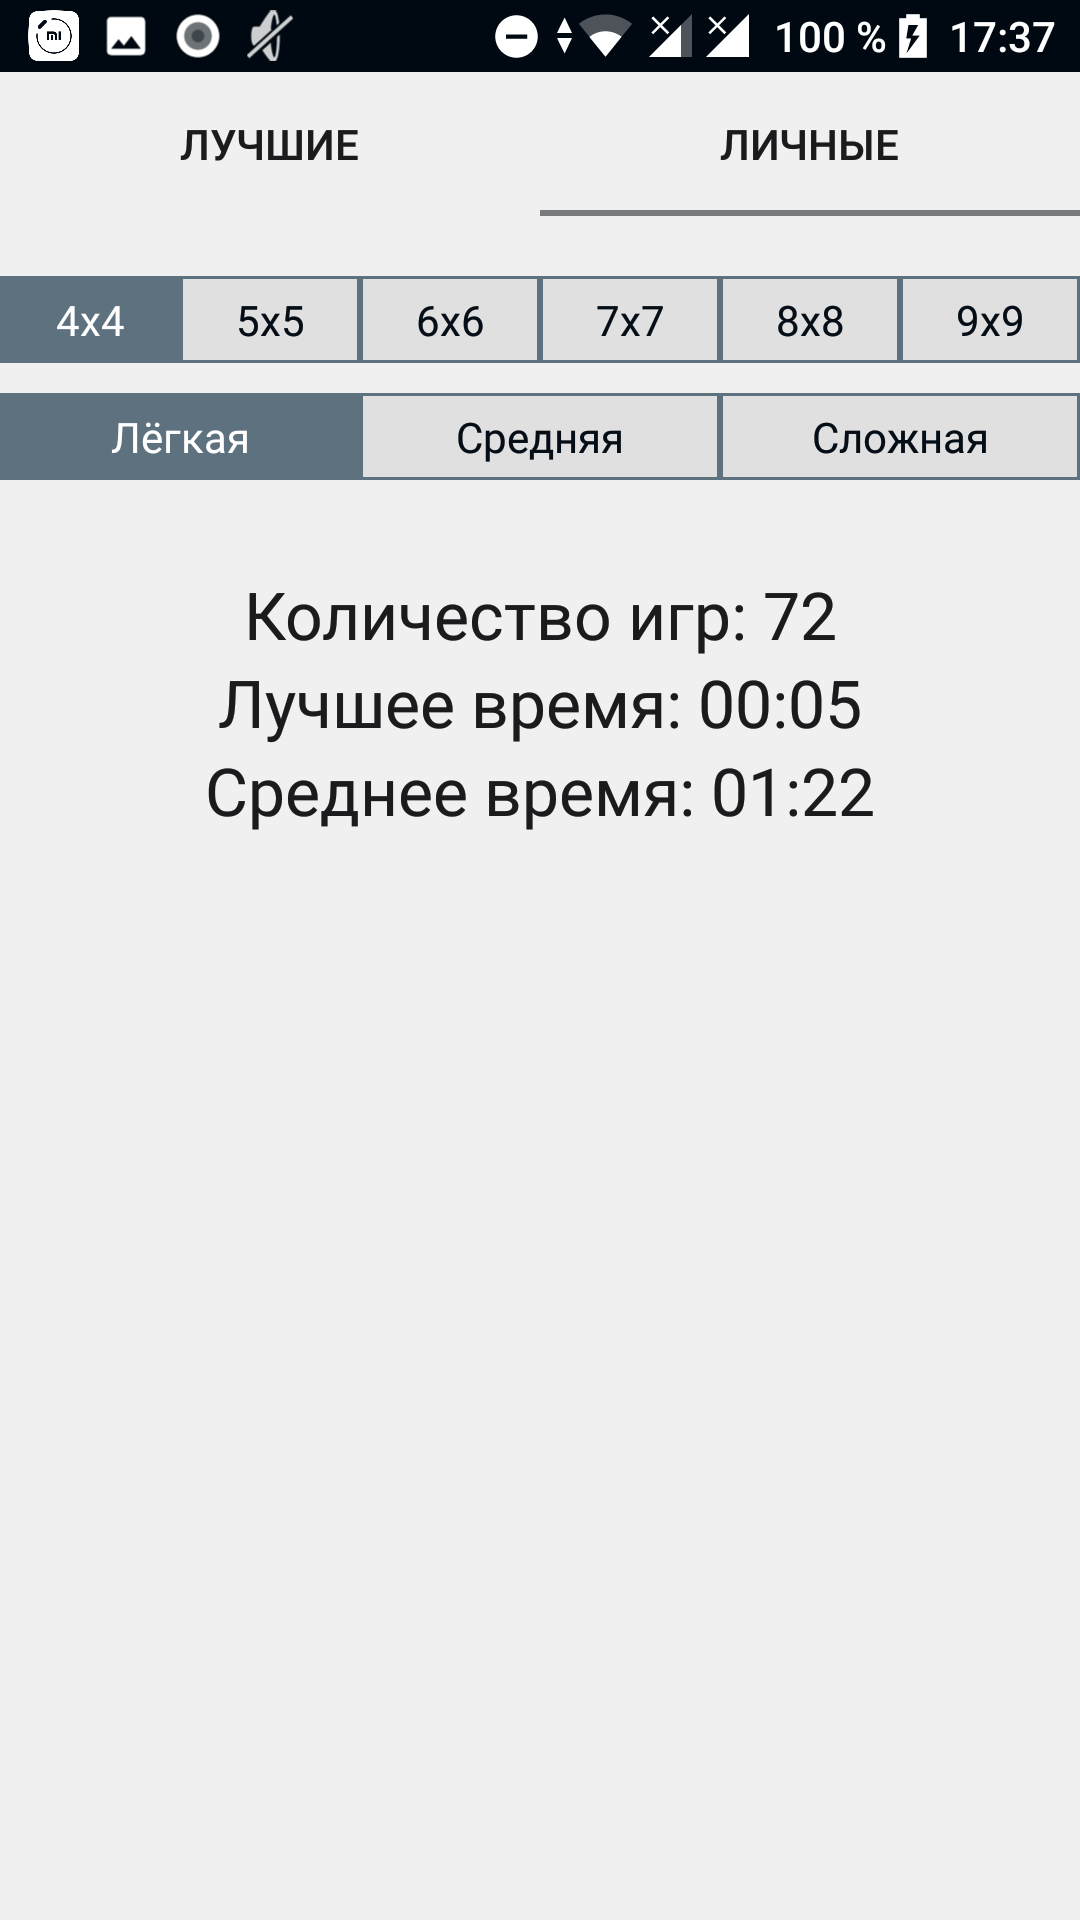 100 % 17:37
ЛУЧШИЕ ЛИЧНЫЕ
4x4 5x5 6x6 7x7 8x8 9x9
Лёгкая Средняя Сложная
Количество игр: 72
Лучшее время: 00:05
Среднее время: 01:22